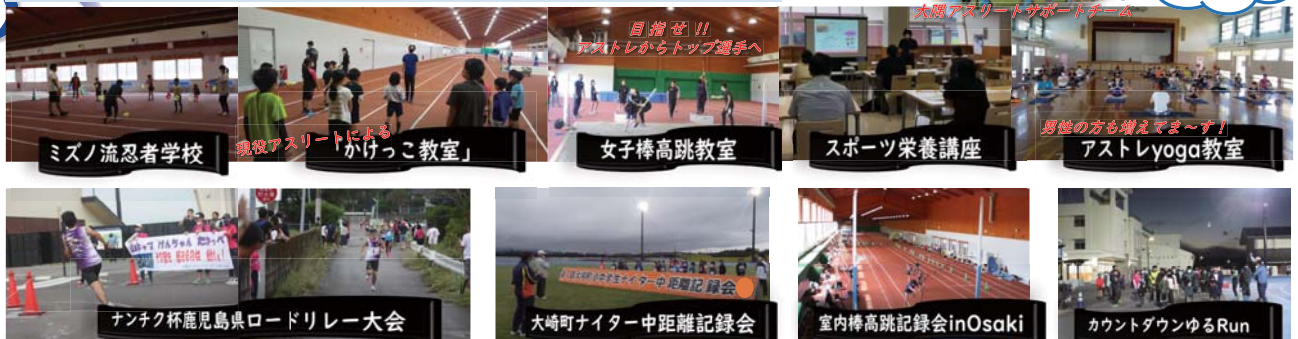 大隅アスリートサポートチーム
目指せ!!
アストレからトップ選手へ
現役アスリートによる
男性の方も増えてま〜す！
ミズノ流忍者学校
「かけっこ教室」
女子棒高跳教室
スポーツ栄養講座
アストレyoga教室
ナンチク杯鹿児島県ロードリレー大会
大崎町ナイター中距離記録会
室内棒高跳記録会inOsaki
カウントダウンゆるRun